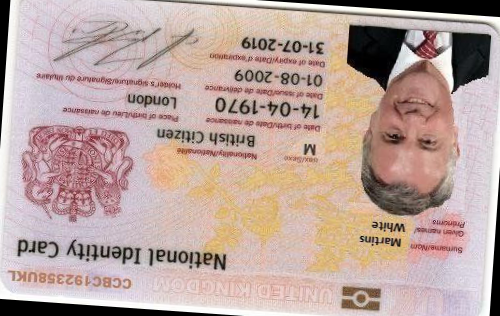 UNITED KINGDOM
CCBC192358UKL
National Identity Card
Surname/Nom
Martins
Given names/
Prénoms
White
Sex/Sexe
M
Nationality/Nationalité
British Citizen
Date of birth/Date de naissance
14-04-1970
Place of birth/Lieu de naissance
London
Date of issue/Date de délivrance
01-08-2009
Date of expiry/Date d'expiration
31-07-2019
Holder's signature/Signature du titulaire